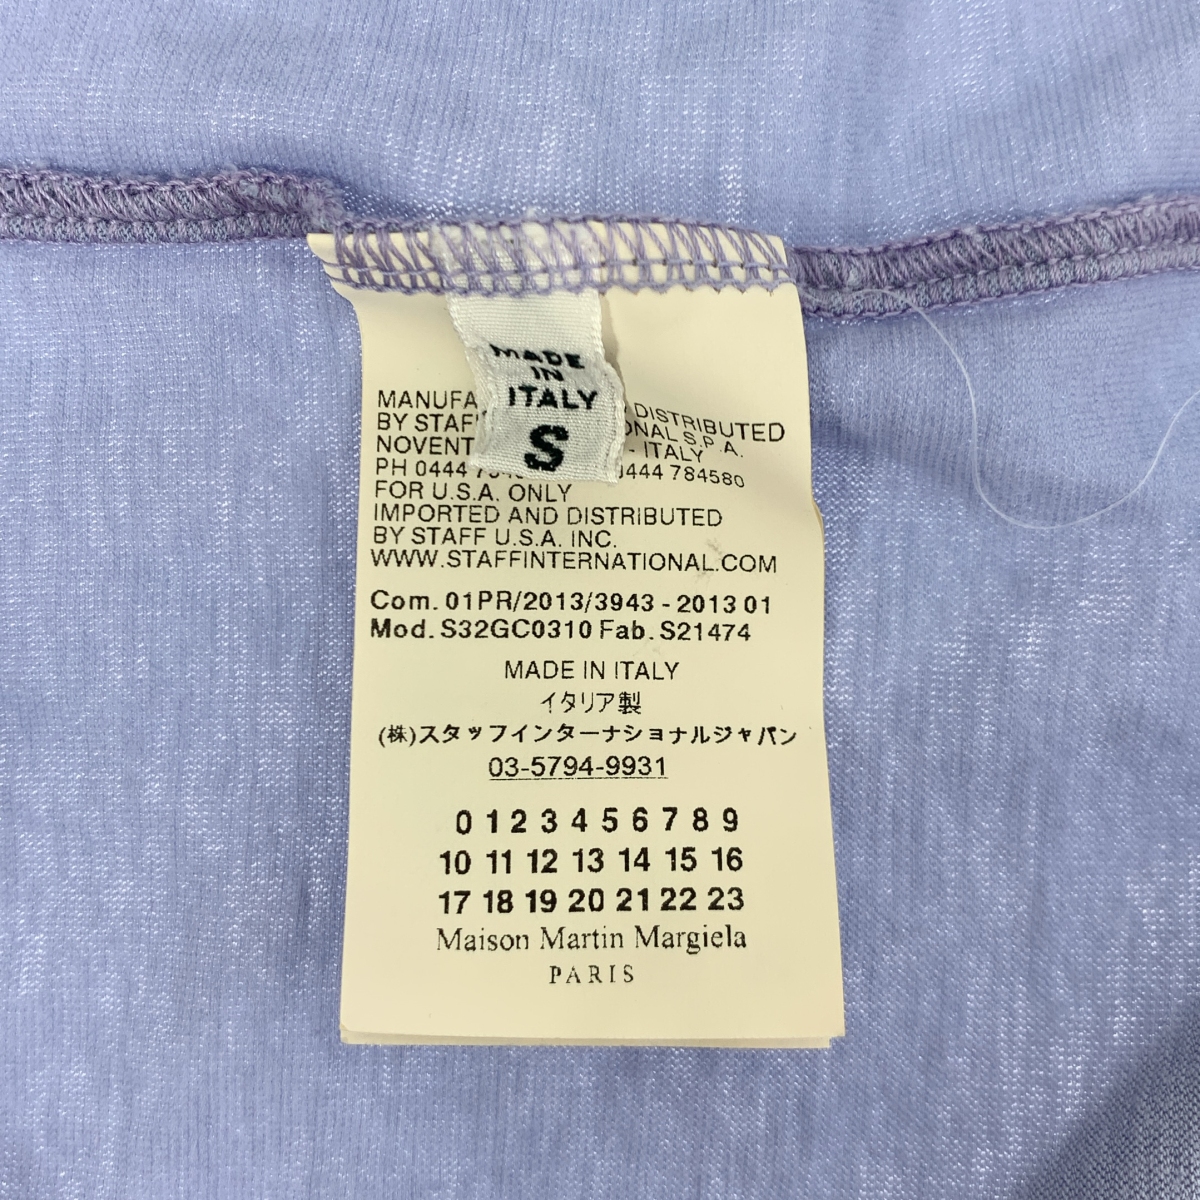 MADE
IN
ITALY
S
MANUFA DISTRIBUTED
BY STAF ONAL S.P.A.
NOVENT - ITALY
PH 0444 784580
FOR U.S.A. ONLY
IMPORTED AND DISTRIBUTED
BY STAFF U.S.A. INC.
WWW.STAFFINTERNATIONAL.COM
Com. 01PR/2013/3943 - 2013 01
Mod. S32GC0310 Fab. S21474
MADE IN ITALY
イタリア製
(株)スタッフインターナショナルジャパン
03-5794-9931
0 1 2 3 4 5 6 7 8 9
10 11 12 13 14 15 16
17 18 19 20 21 22 23
Maison Martin Margiela
PARIS